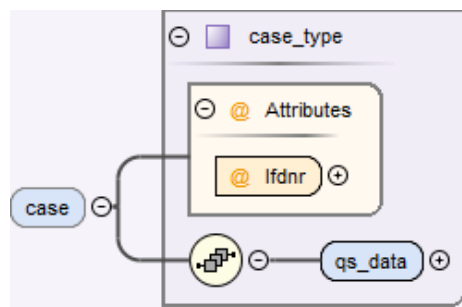 case_type
@ Attributes
@ lfdnr
case
qs_data